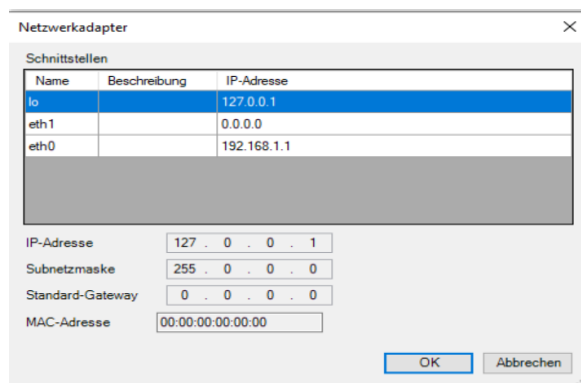 Netzwerkadapter
Schnittstellen
Name Beschreibung IP-Adresse
lo 127.0.0.1
eth1 0.0.0.0
eth0 192.168.1.1
IP-Adresse 127 . 0 . 0 . 1
Subnetzmaske 255 . 0 . 0 . 0
Standard-Gateway 0 . 0 . 0 . 0
MAC-Adresse 00:00:00:00:00:00
OK Abbrechen